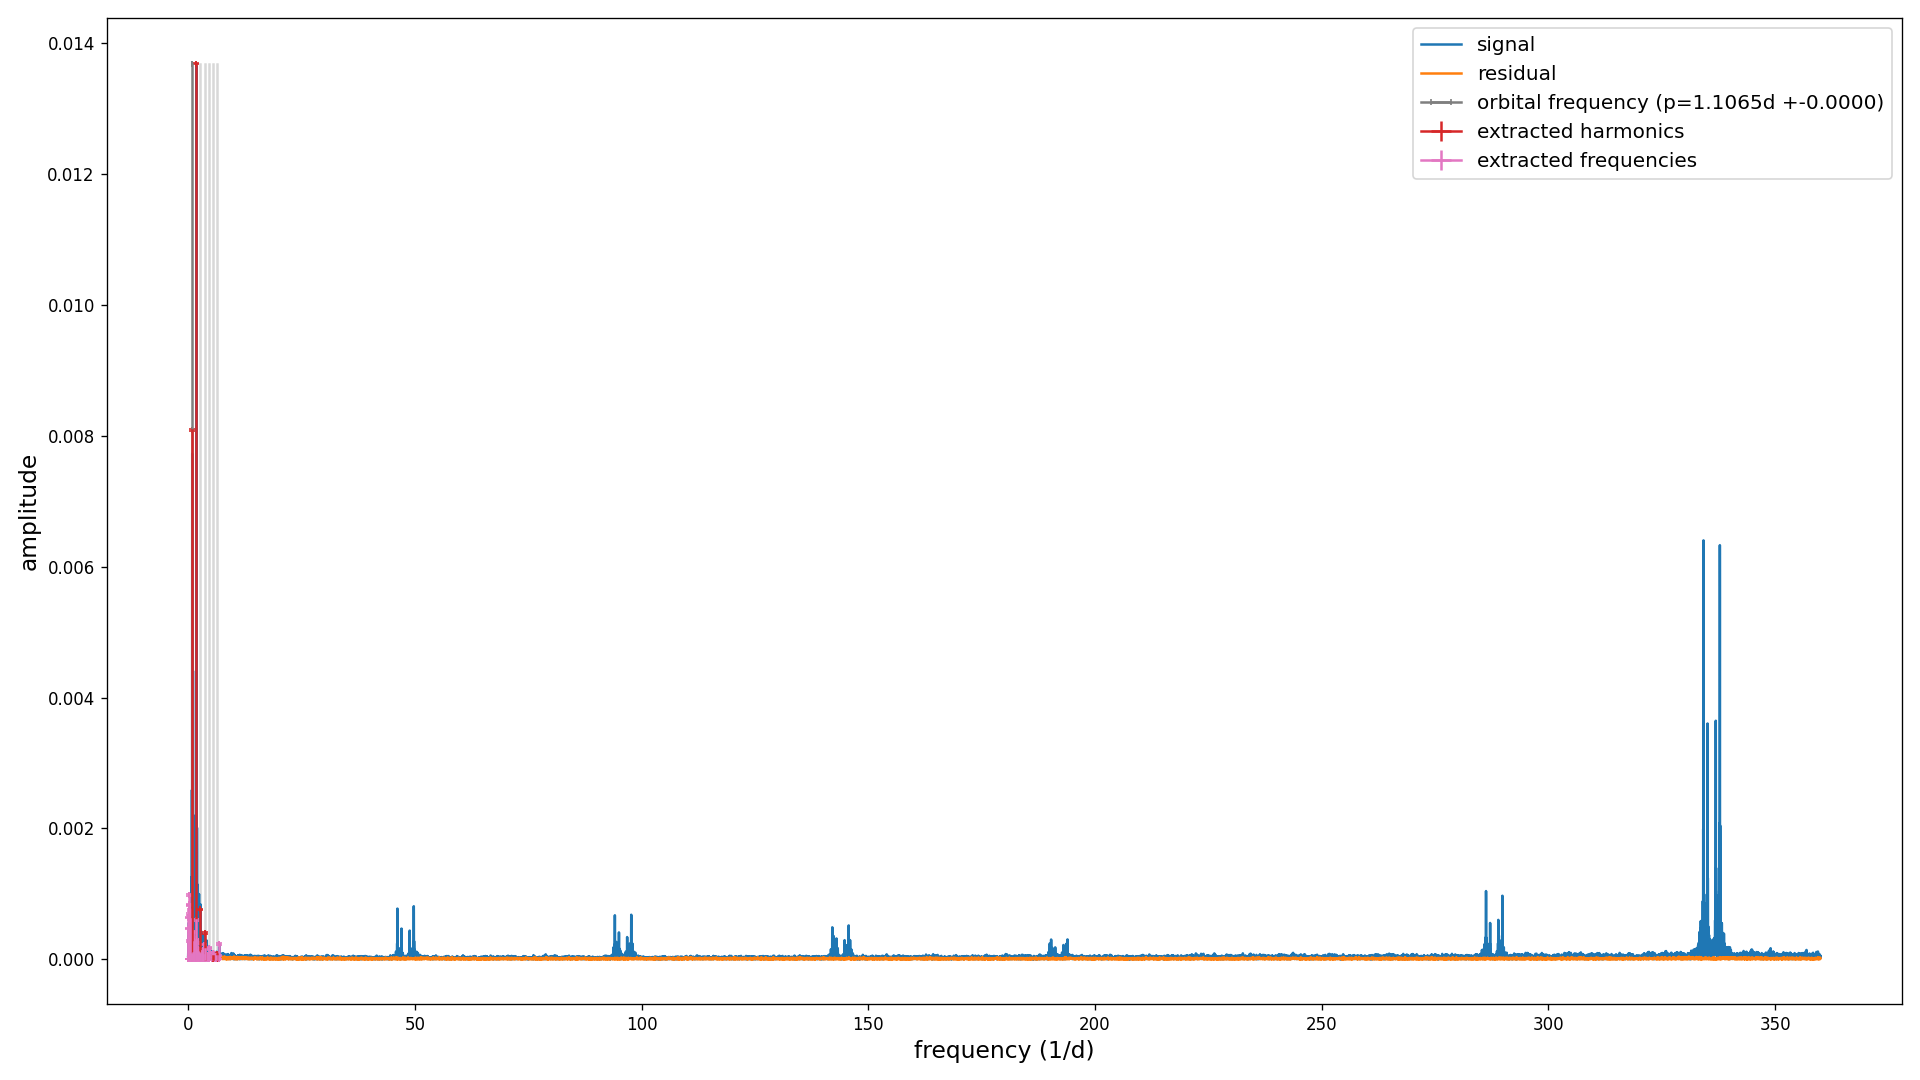 0.014
0.012
0.010
0.008
0.006
0.004
0.002
0.000
amplitude
0
50
100
150
200
250
300
350
frequency (1/d)
signal
residual
orbital frequency (p=1.1065d +-0.0000)
extracted harmonics
extracted frequencies